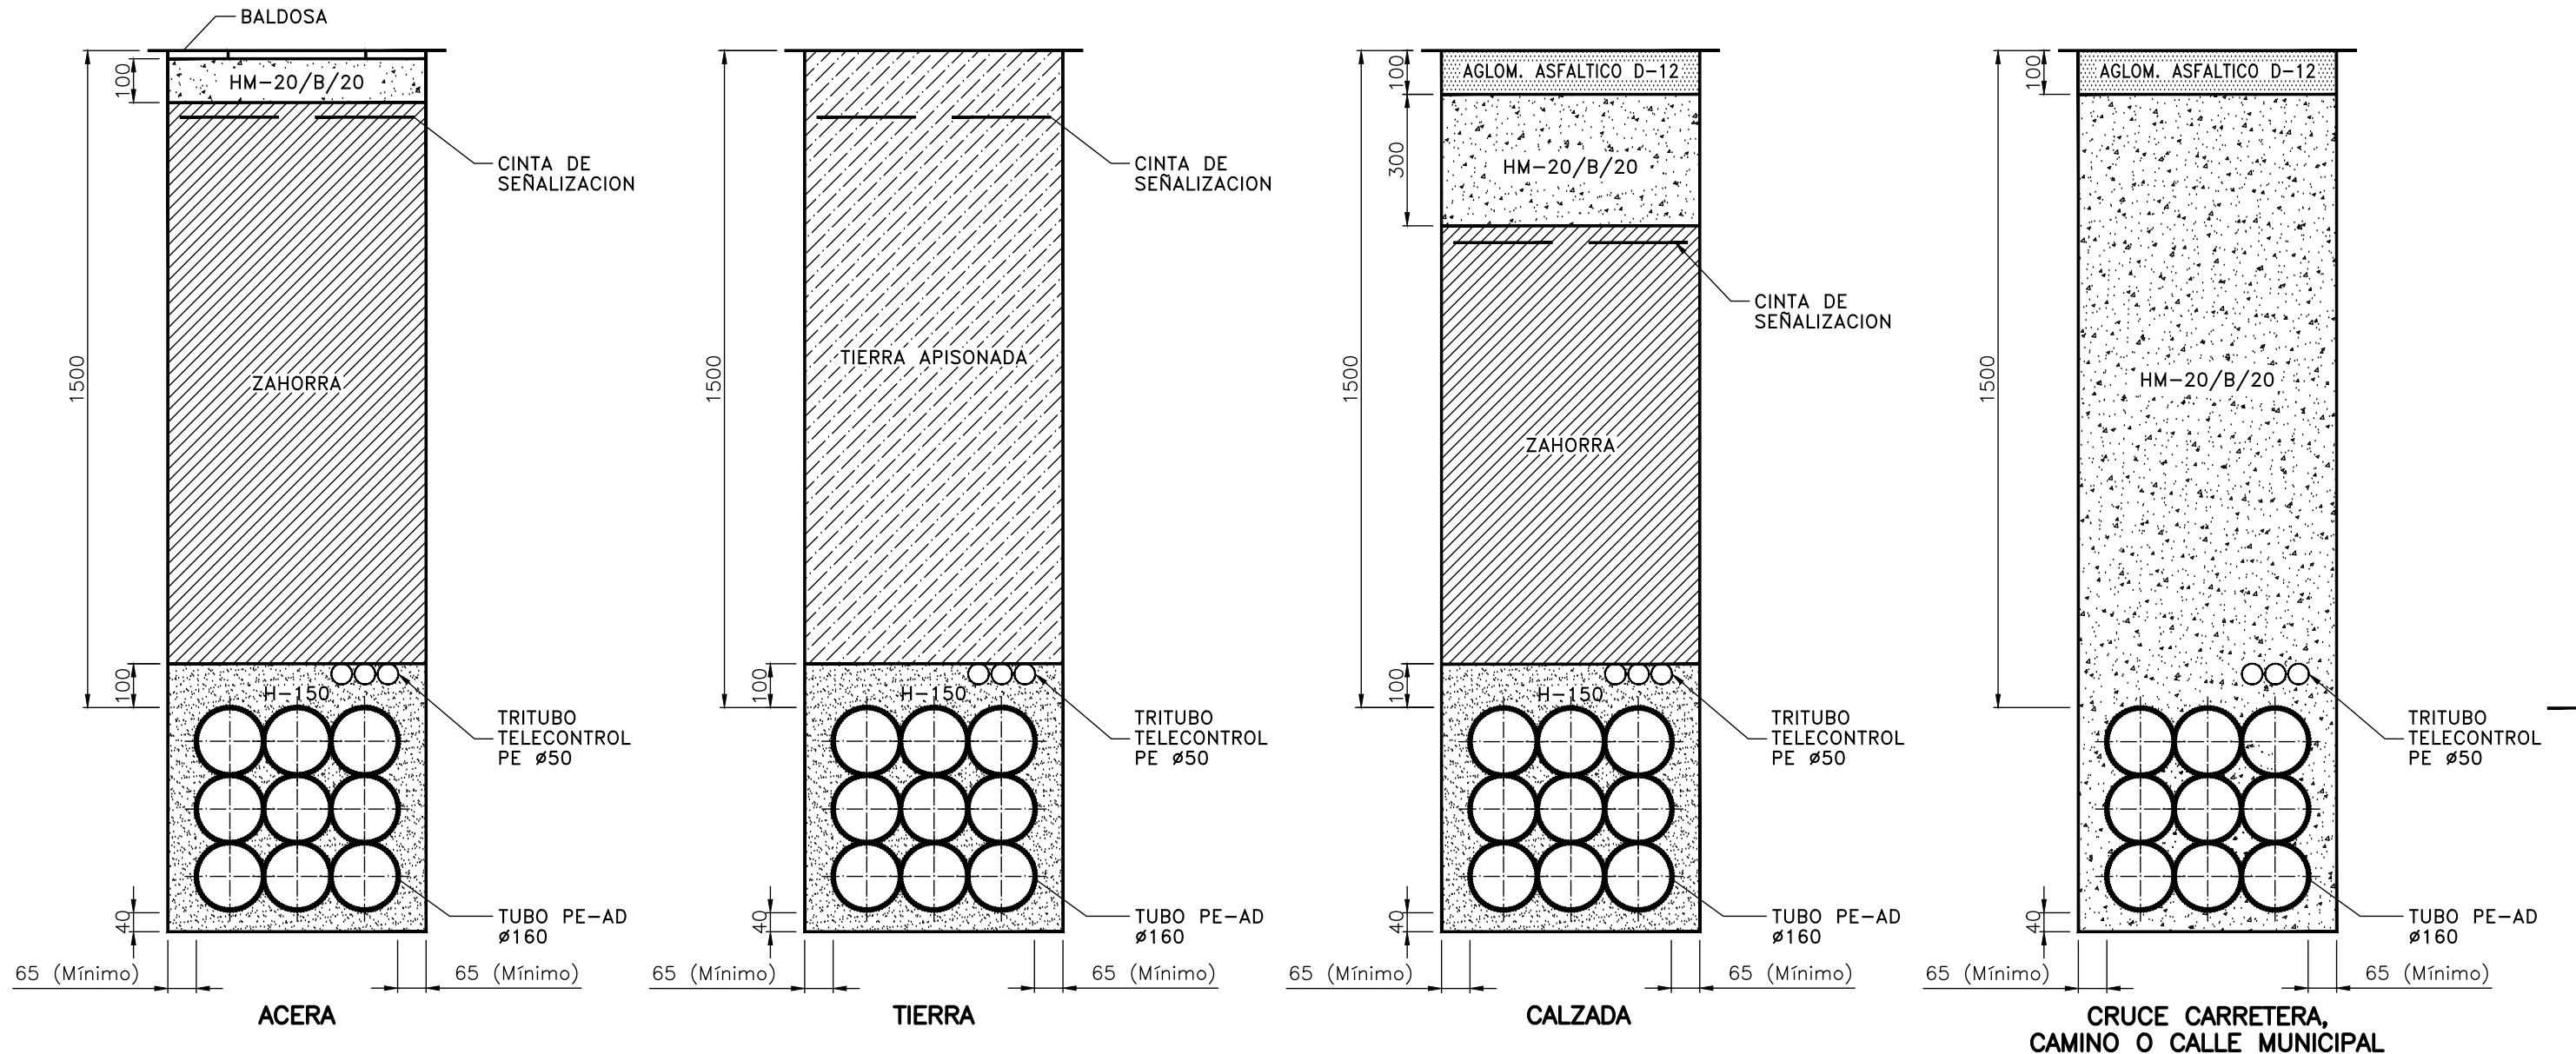 BALDOSA
100
HM-20/B/20
CINTA DE
SEÑALIZACION
1500
ZAHORRA
100
H-150
TRITUBO
TELECONTROL
PE ø50
40
TUBO PE-AD
ø160
65 (Mínimo)
65 (Mínimo)
ACERA
CINTA DE
SEÑALIZACION
1500
TIERRA APISONADA
100
H-150
TRITUBO
TELECONTROL
PE ø50
40
TUBO PE-AD
ø160
65 (Mínimo)
65 (Mínimo)
TIERRA
100
AGLOM. ASFALTICO D-12
300
HM-20/B/20
CINTA DE
SEÑALIZACION
1500
ZAHORRA
100
H-150
TRITUBO
TELECONTROL
PE ø50
40
TUBO PE-AD
ø160
65 (Mínimo)
65 (Mínimo)
CALZADA
100
AGLOM. ASFALTICO D-12
1500
HM-20/B/20
TRITUBO
TELECONTROL
PE ø50
40
TUBO PE-AD
ø160
65 (Mínimo)
65 (Mínimo)
CRUCE CARRETERA,
CAMINO O CALLE MUNICIPAL